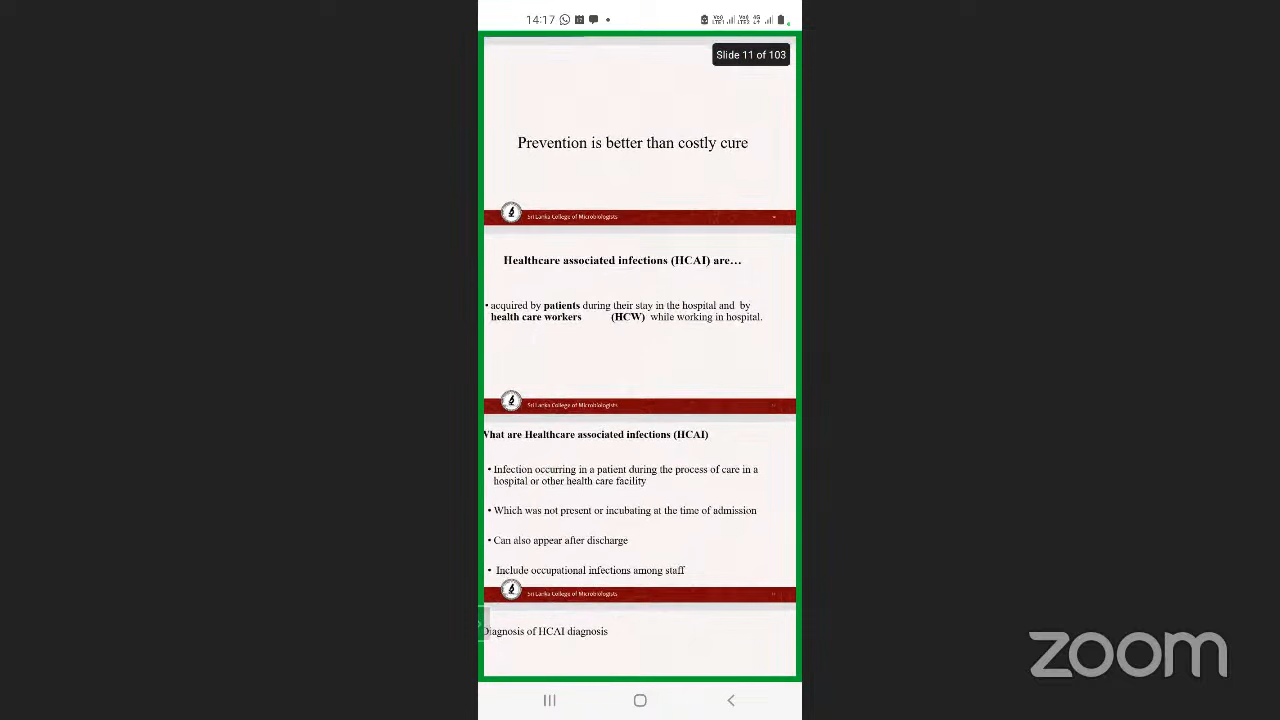 14:17
Slide 11 of 103
Prevention is better than costly cure
Sri Lanka College of Microbiologists
Healthcare associated infections (HCAI) are…
• acquired by patients during their stay in the hospital and by
health care workers (HCW) while working in hospital.
Sri Lanka College of Microbiologists
What are Healthcare associated infections (HCAI)
• Infection occurring in a patient during the process of care in a
hospital or other health care facility
• Which was not present or incubating at the time of admission
• Can also appear after discharge
• Include occupational infections among staff
Sri Lanka College of Microbiologists
Diagnosis of HCAI diagnosis
zoom